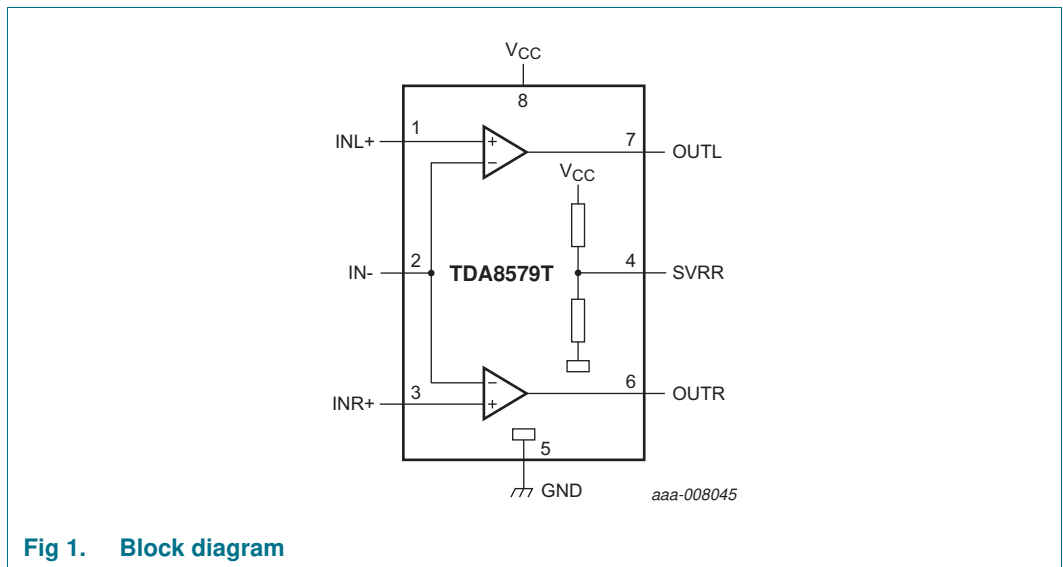 VCC
8
INL+
1
+
−
7
OUTL
VCC
IN-
2
TDA8579T
4
SVRR
−
+
INR+
3
6
OUTR
5
GND
aaa-008045
Fig 1. Block diagram